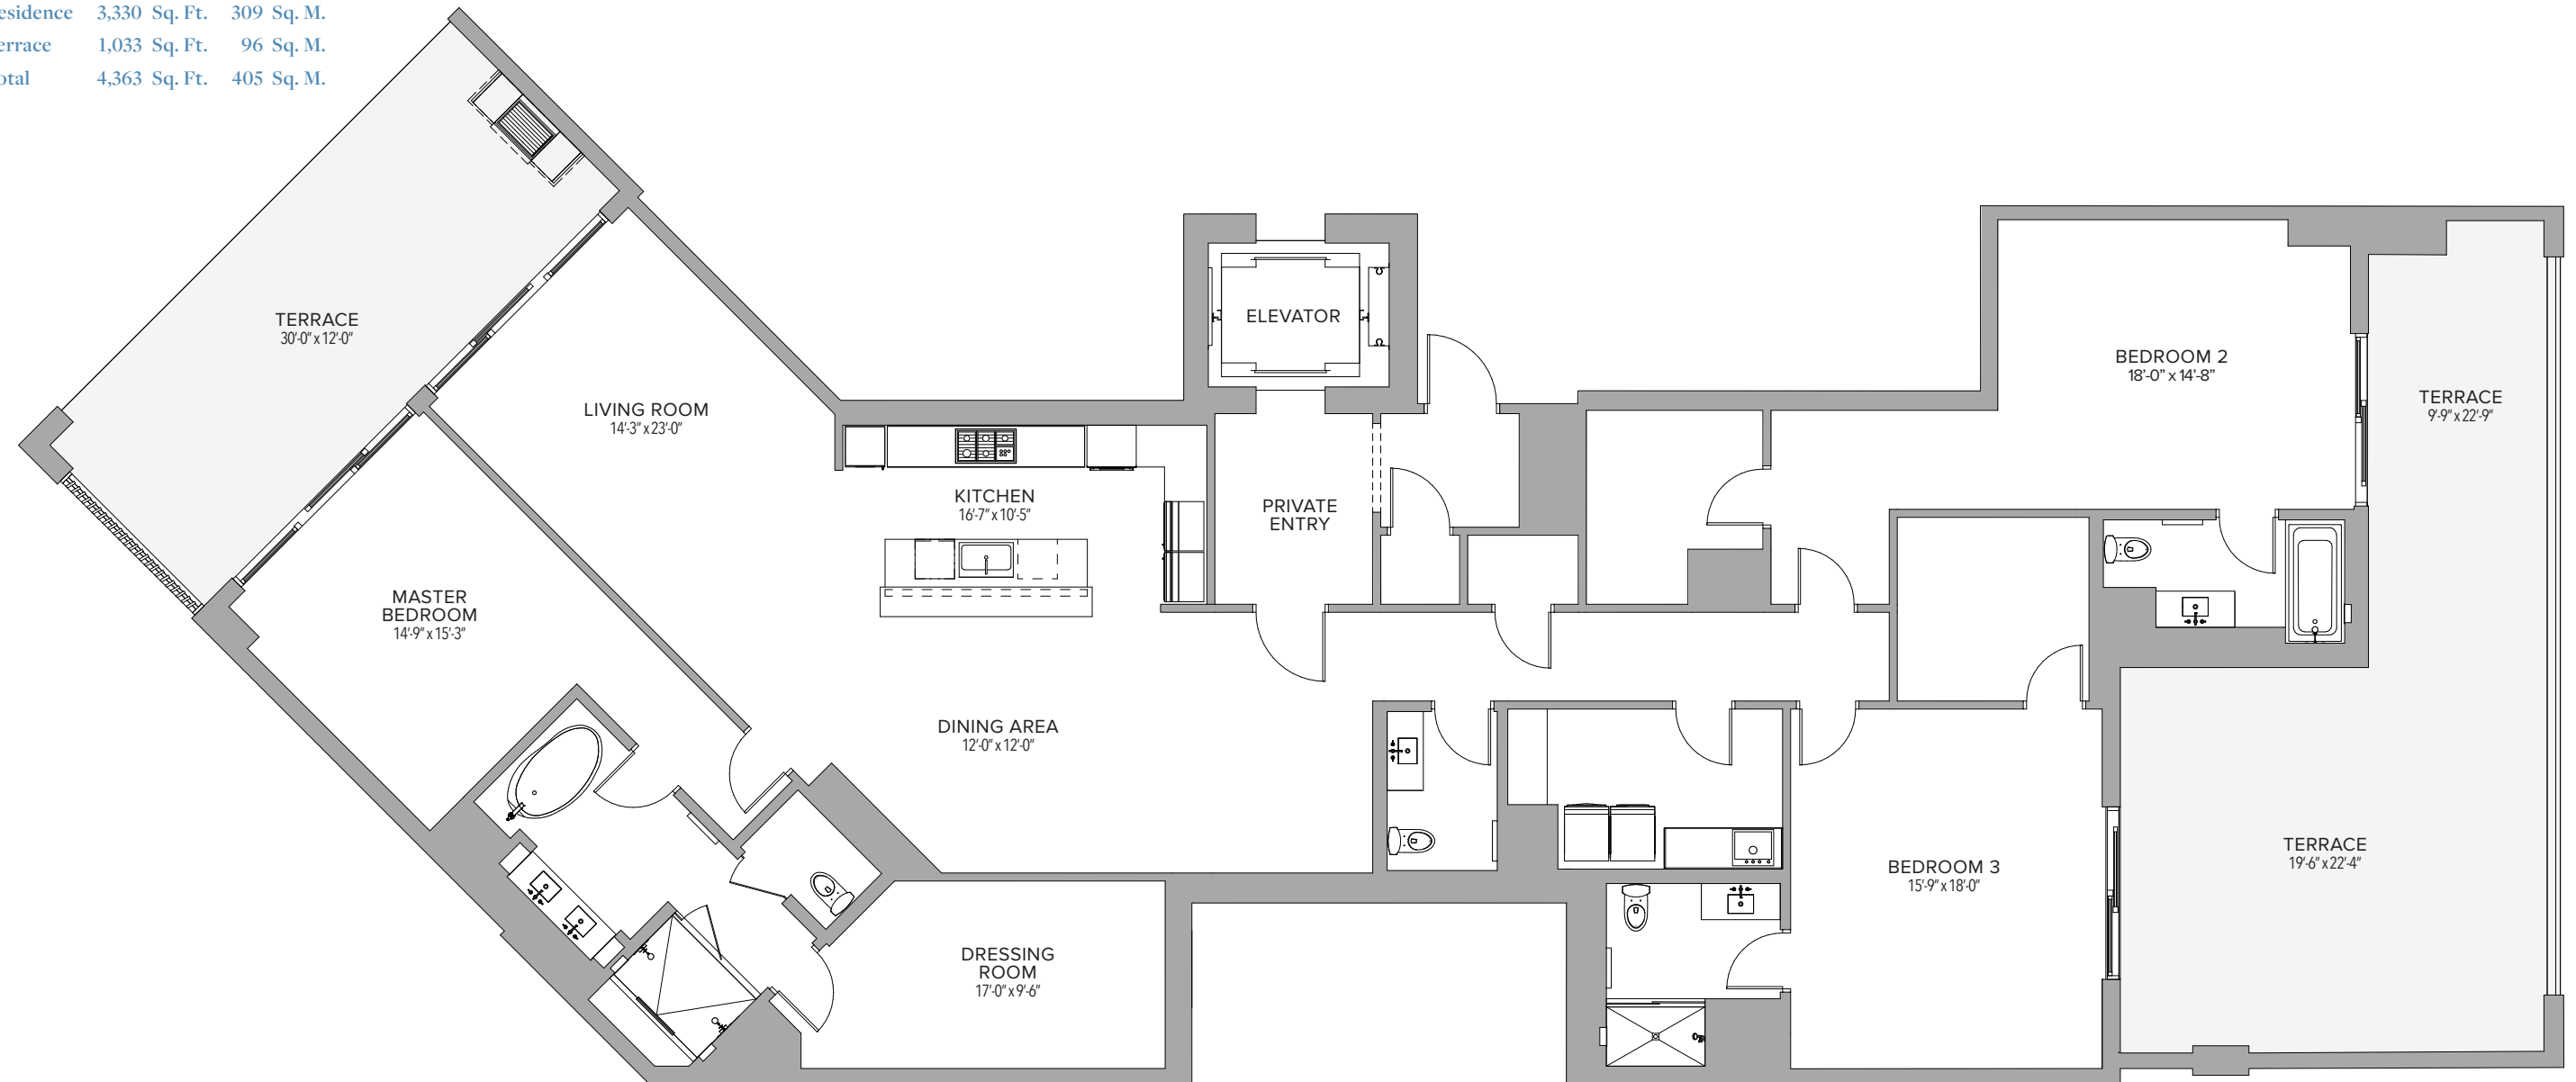 esidence 3,330 Sq. Ft. 309 Sq. M.
errace 1,033 Sq. Ft. 96 Sq. M.
otal 4,363 Sq. Ft. 405 Sq. M.
TERRACE
30'-0" x 12'-0"
LIVING ROOM
14'-3" x 23'-0"
MASTER
BEDROOM
14'-9" x 15'-3"
KITCHEN
16'-7" x 10'-5"
DINING AREA
12'-0" x 12'-0"
DRESSING
ROOM
17'-0" x 9'-6"
ELEVATOR
PRIVATE
ENTRY
BEDROOM 2
18'-0" x 14'-8"
TERRACE
9'-9" x 22'-9"
BEDROOM 3
15'-9" x 18'-0"
TERRACE
19'-6" x 22'-4"